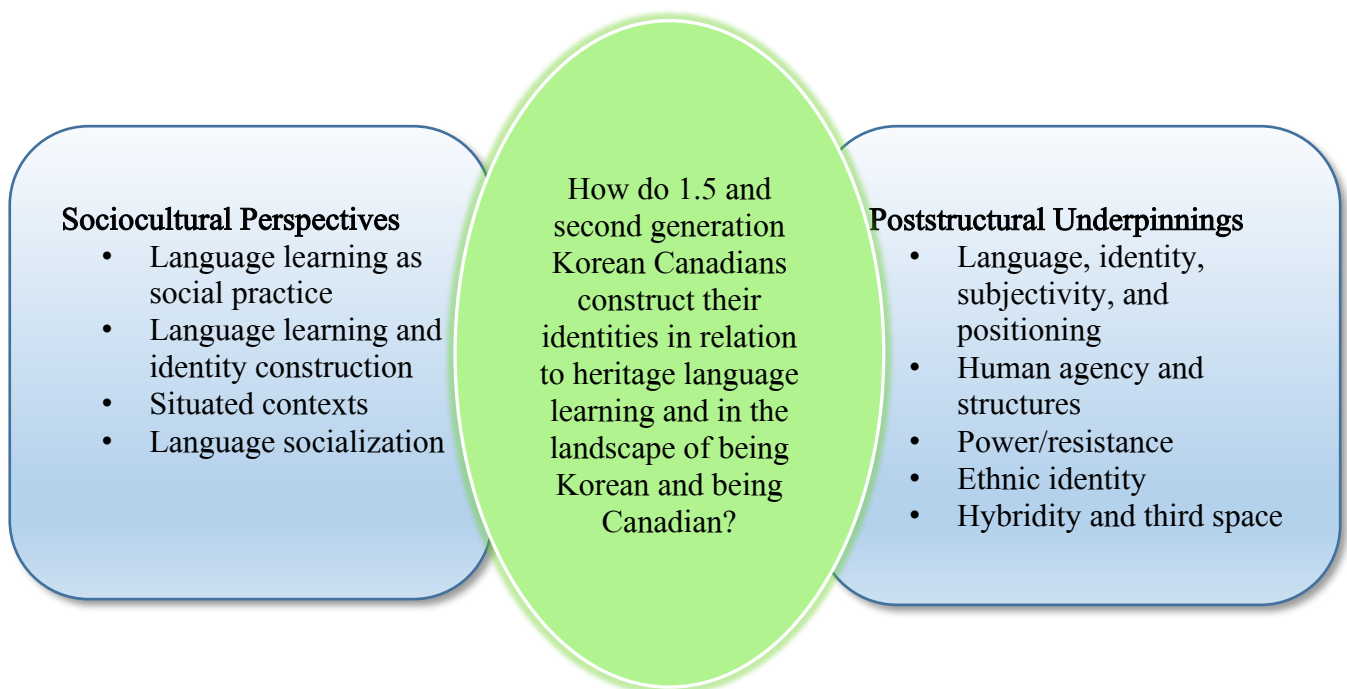 Sociocultural Perspectives
• Language learning as
social practice
• Language learning and
identity construction
• Situated contexts
• Language socialization
How do 1.5 and
second generation
Korean Canadians
construct their
identities in relation
to heritage language
learning and in the
landscape of being
Korean and being
Canadian?
Poststructural Underpinnings
• Language, identity,
subjectivity, and
positioning
• Human agency and
structures
• Power/resistance
• Ethnic identity
• Hybridity and third space